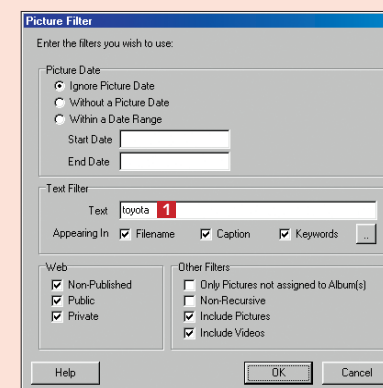 Picture Filter
Enter the filters you wish to use:
Picture Date
Ignore Picture Date
Without a Picture Date
Within a Date Range
Start Date
End Date
Text Filter
Text toyota 1
Appearing In Filename Caption Keywords ..
Web
Non-Published
Public
Private
Other Filters
Only Pictures not assigned to Album(s)
Non-Recursive
Include Pictures
Include Videos
Help OK Cancel